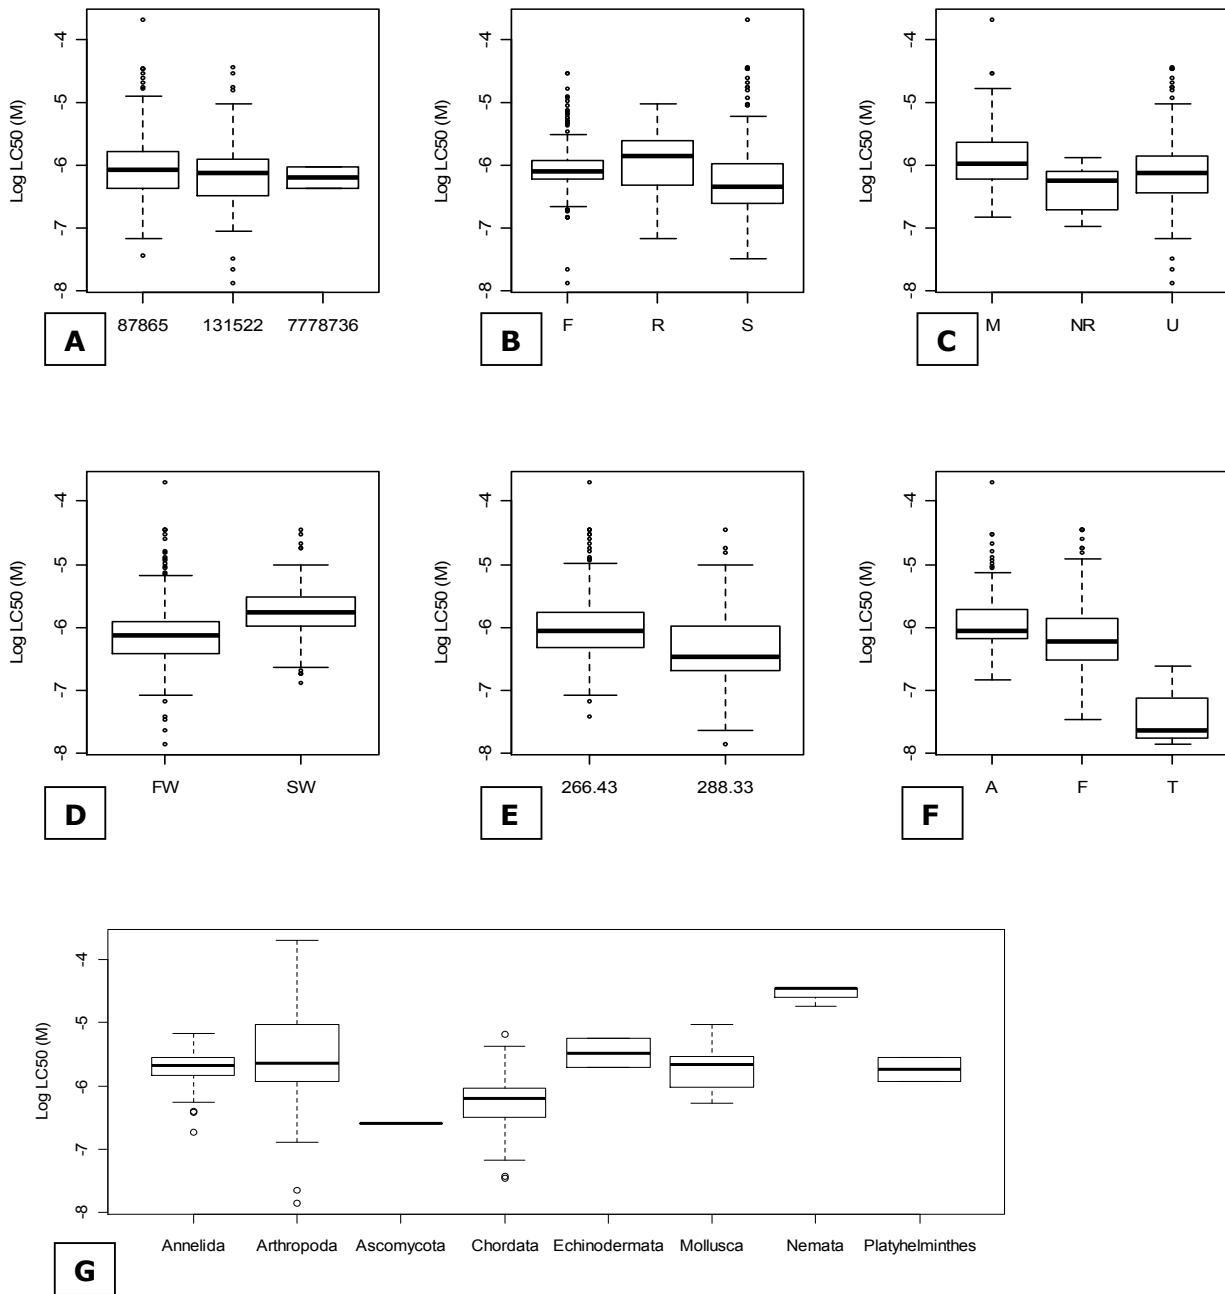 Log LC50 (M)
-4
-5
-6
-7
-8
87865 131522 7778736
A
Log LC50 (M)
-4
-5
-6
-7
-8
F R S
B
Log LC50 (M)
-4
-5
-6
-7
-8
M NR U
C
Log LC50 (M)
-4
-5
-6
-7
-8
FW SW
D
Log LC50 (M)
-4
-5
-6
-7
-8
266.43 288.33
E
Log LC50 (M)
-4
-5
-6
-7
-8
A F T
F
Log LC50 (M)
-4
-5
-6
-7
-8
Annelida Arthropoda Ascomycota Chordata Echinodermata Mollusca Nemata Platyhelminthes
G